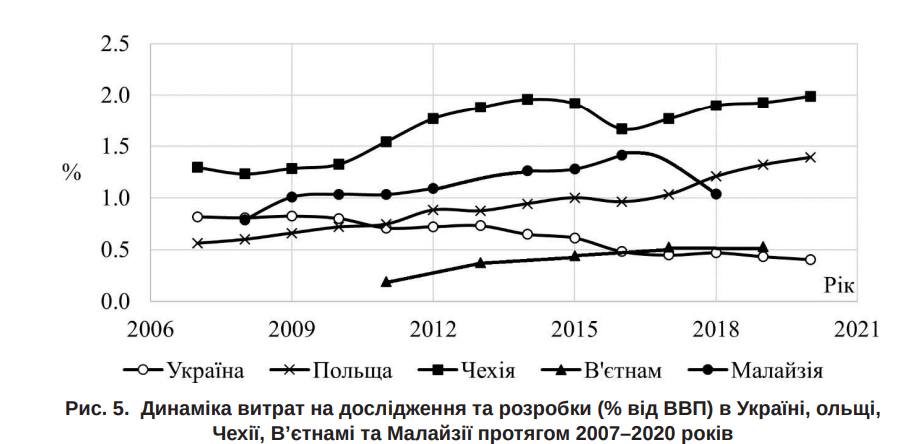 2.5
2.0
1.5
%
1.0
0.5
Рік
0.0
2006 2009 2012 2015 2018 2021
Україна Польща Чехія В'єтнам Малайзія
Рис. 5. Динаміка витрат на дослідження та розробки (% від ВВП) в Україні, ольщі,
Чехії, В’єтнамі та Малайзії протягом 2007–2020 років